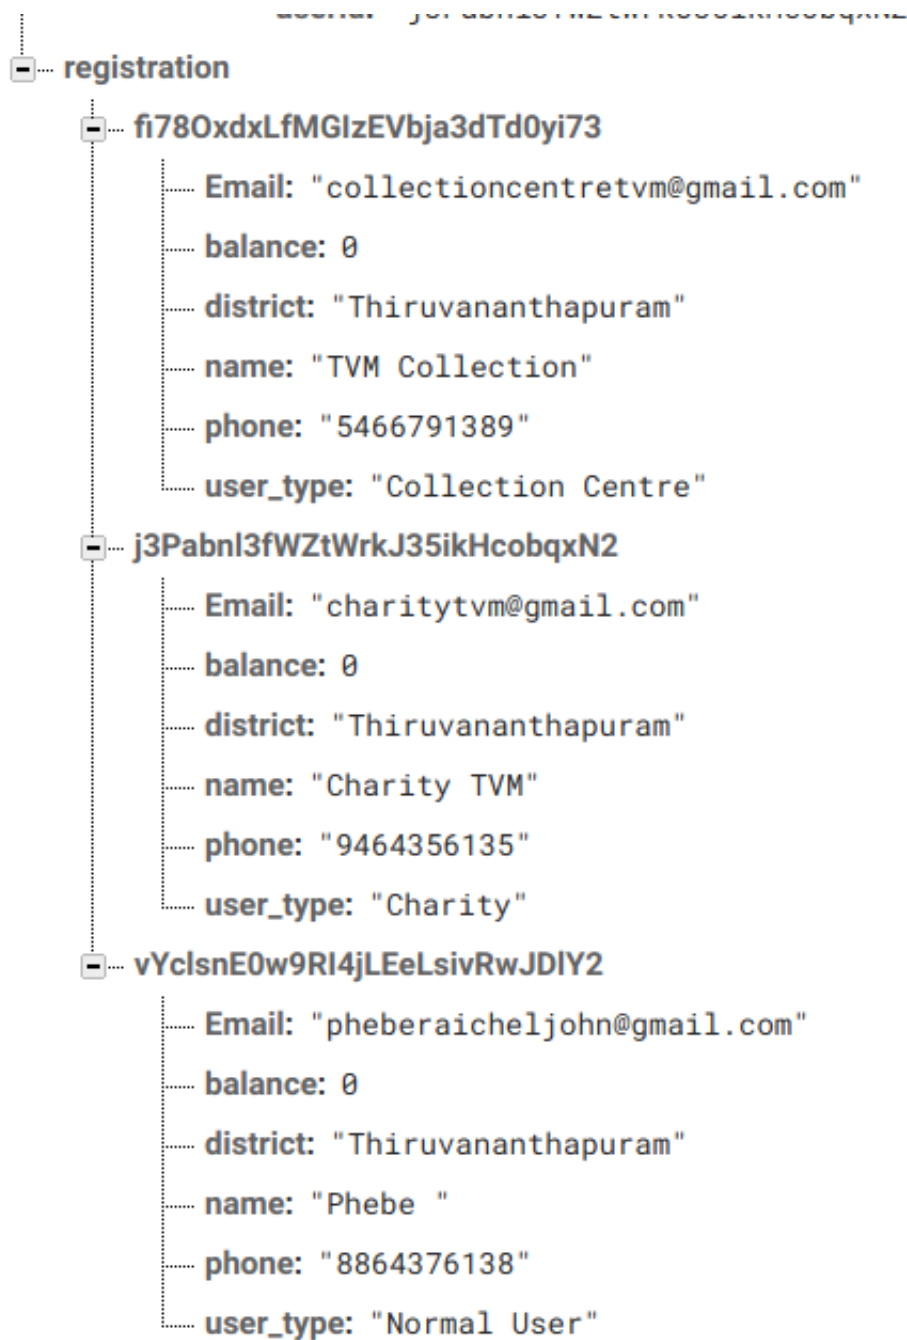 registration
fi78OxdxLfMGIzEVbja3dTd0yi73
Email: "collectioncentretvm@gmail.com"
balance: 0
district: "Thiruvananthapuram"
name: "TVM Collection"
phone: "5466791389"
user_type: "Collection Centre"
j3Pabnl3fWZtWrkJ35ikHcobqxN2
Email: "charitytvm@gmail.com"
balance: 0
district: "Thiruvananthapuram"
name: "Charity TVM"
phone: "9464356135"
user_type: "Charity"
vYclsnE0w9RI4jLEeLsivRwJDlY2
Email: "pheberaicheljohn@gmail.com"
balance: 0
district: "Thiruvananthapuram"
name: "Phebe "
phone: "8864376138"
user_type: "Normal User"